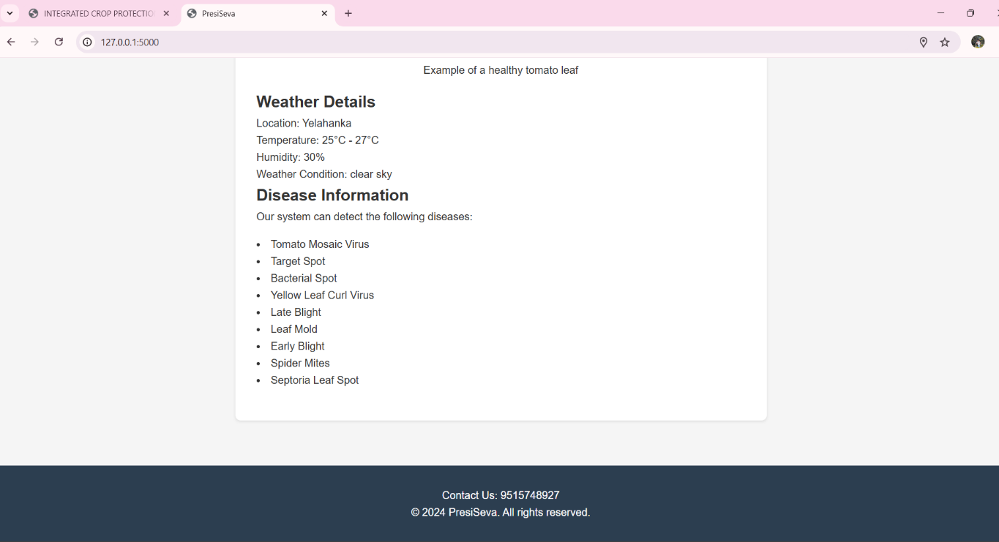 INTEGRATED CROP PROTECTIO
PresiSeva
127.0.0.1:5000
Example of a healthy tomato leaf
Weather Details
Location: Yelahanka
Temperature: 25°C - 27°C
Humidity: 30%
Weather Condition: clear sky
Disease Information
Our system can detect the following diseases:
• Tomato Mosaic Virus
• Target Spot
• Bacterial Spot
• Yellow Leaf Curl Virus
• Late Blight
• Leaf Mold
• Early Blight
• Spider Mites
• Septoria Leaf Spot
Contact Us: 9515748927
© 2024 PresiSeva. All rights reserved.